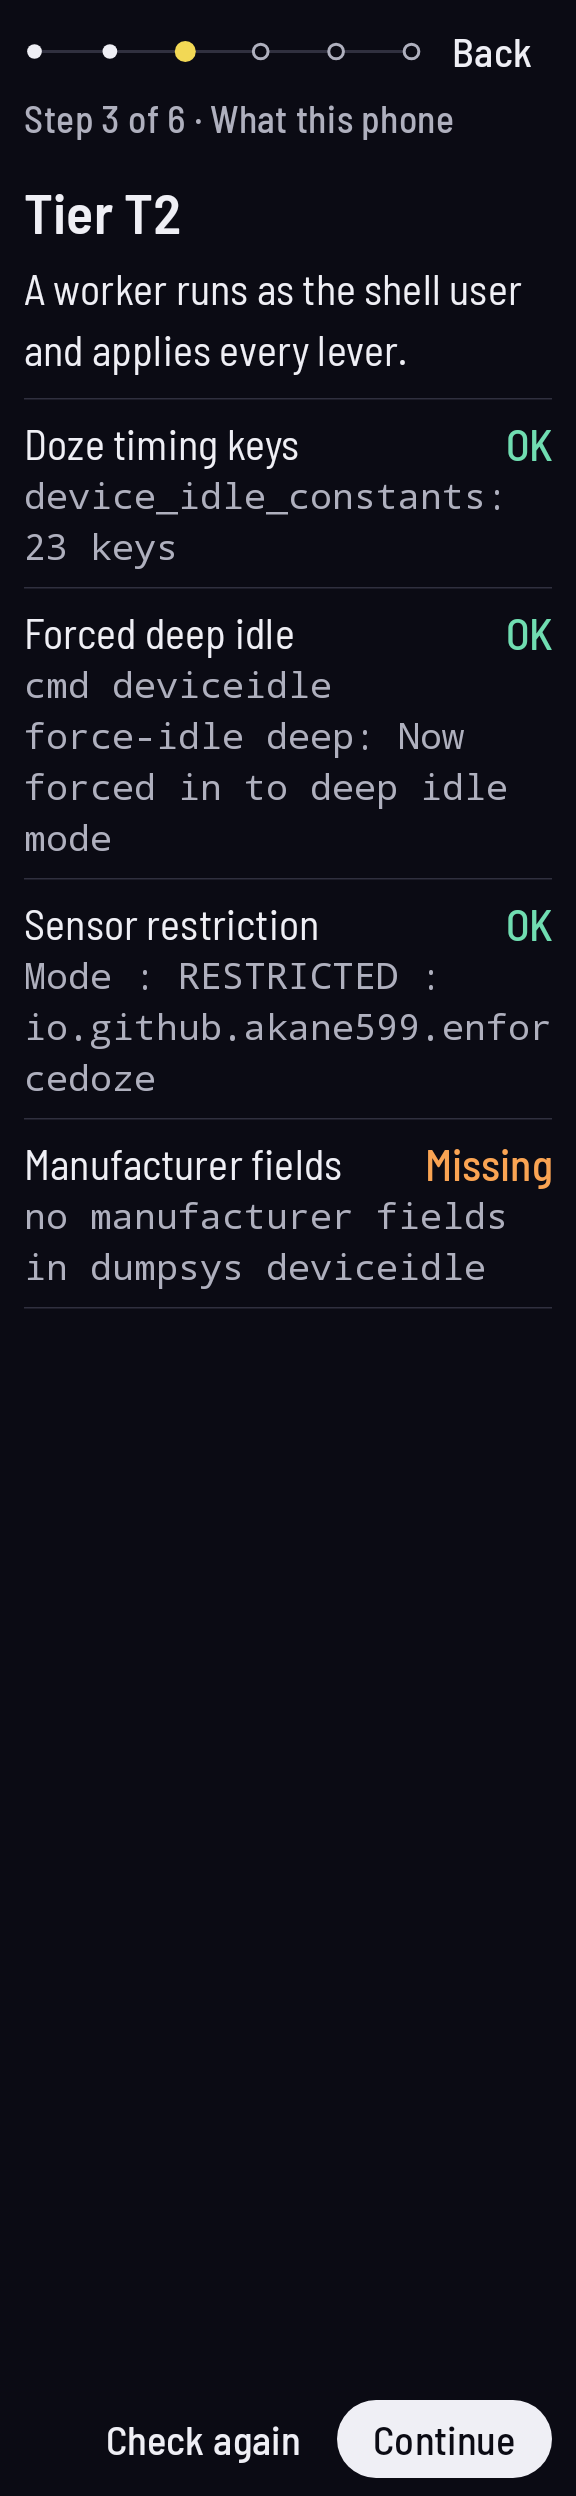 Back
Step 3 of 6 · What this phone
Tier T2
A worker runs as the shell user
and applies every lever.
Doze timing keys OK
device_idle_constants:
23 keys
Forced deep idle OK
cmd deviceidle
force-idle deep: Now
forced in to deep idle
mode
Sensor restriction OK
Mode : RESTRICTED :
io.github.akane599.enfor
cedoze
Manufacturer fields Missing
no manufacturer fields
in dumpsys deviceidle
Check again Continue